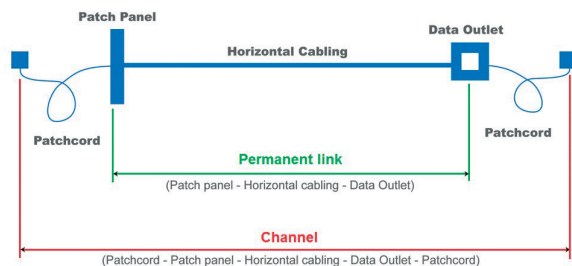 Patch Panel
Horizontal Cabling
Data Outlet
Patchcord
Patchcord
Permanent link
(Patch panel - Horizontal cabling - Data Outlet)
Channel
(Patchcord - Patch panel - Horizontal cabling - Data Outlet - Patchcord)